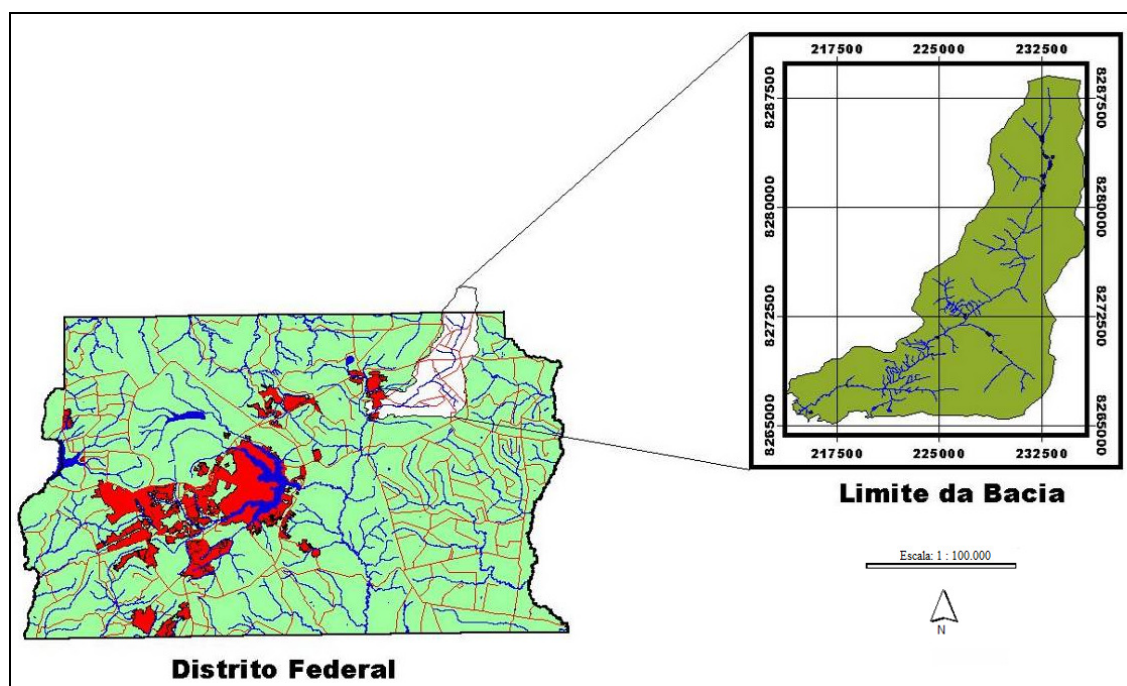 217500 225000 232500
8287500 8287500
8280000 8280000
8272500 8272500
8265000 8265000
217500 225000 232500
Limite da Bacia
Escala: 1 : 100.000
N
Distrito Federal